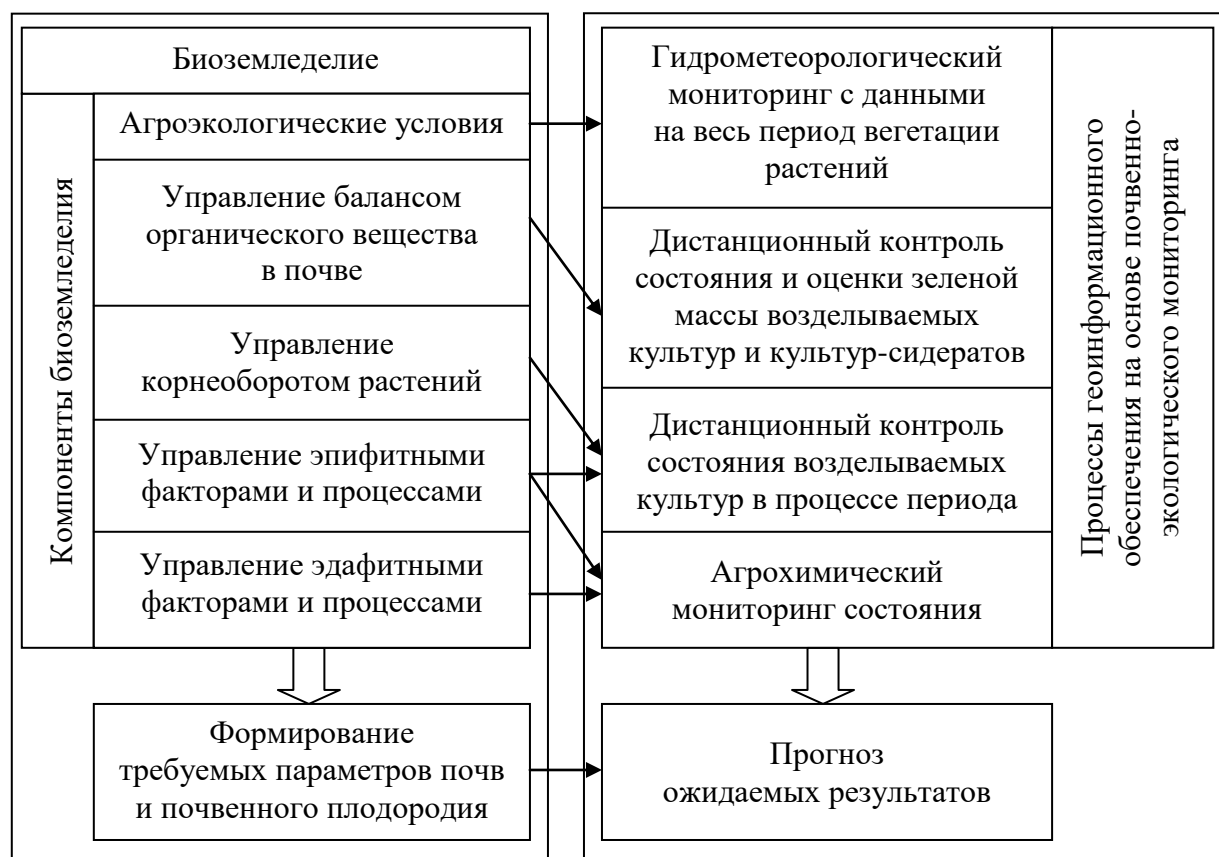 Биоземледелие
Компоненты биоземледелия
Агроэкологические условия
Управление балансом
органического вещества
в почве
Управление
корнеоборотом растений
Управление эпифитными
факторами и процессами
Управление эдафитными
факторами и процессами
Формирование
требуемых параметров почв
и почвенного плодородия
Гидрометеорологический
мониторинг с данными
на весь период вегетации
растений
Дистанционный контроль
состояния и оценки зеленой
массы возделываемых
культур и культур-сидератов
Дистанционный контроль
состояния возделываемых
культур в процессе периода
Агрохимический
мониторинг состояния
Процессы геоинформационного
обеспечения на основе почвенно-
экологического мониторинга
Прогноз
ожидаемых результатов